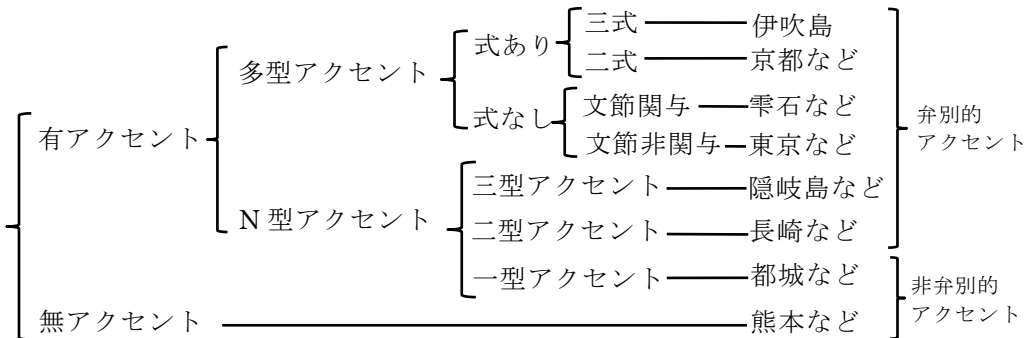 三式 伊吹島
式あり
二式 京都など
多型アクセント
文節関与 雫石など
式なし
文節非関与 東京など
有アクセント
弁別的
アクセント
三型アクセント 隠岐島など
N 型アクセント
二型アクセント 長崎など
一型アクセント 都城など
非弁別的
アクセント
無アクセント 熊本など